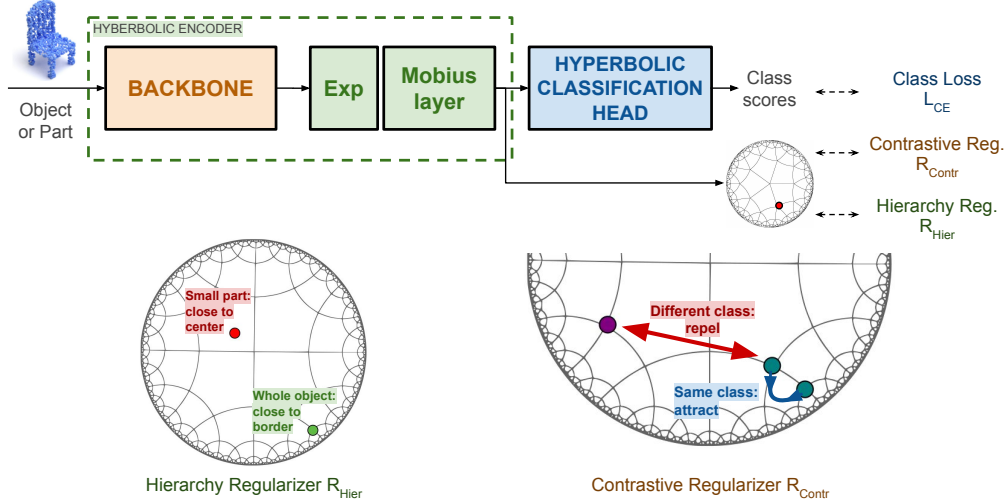 HYBERBOLIC ENCODER
Object
or Part
BACKBONE
Exp
Mobius
layer
HYPERBOLIC
CLASSIFICATION
HEAD
Class
scores
Class Loss
L_CE
Contrastive Reg.
R_Contr
Hierarchy Reg.
R_Hier
Small part:
close to
center
Whole object:
close to
border
Hierarchy Regularizer R_Hier
Different class:
repel
Same class:
attract
Contrastive Regularizer R_Contr